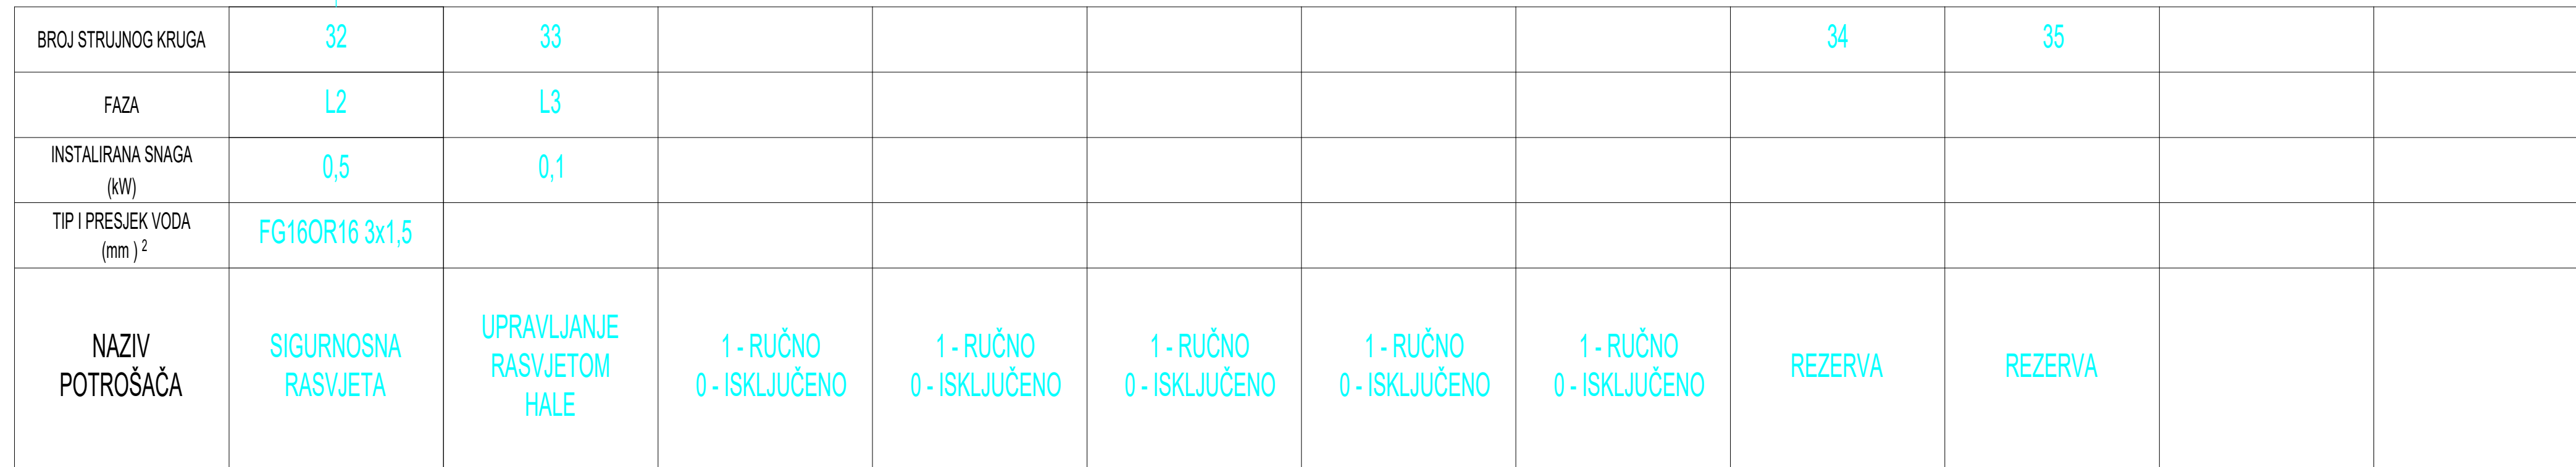 BROJ STRUJNOG KRUGA 32 33 34 35
FAZA L2 L3
INSTALIRANA SNAGA
(kW) 0,5 0,1
TIP I PRESJEK VODA
(mm ) 2 FG16OR16 3x1,5
NAZIV
POTROŠAČA
SIGURNOSNA
RASVJETA
UPRAVLJANJE
RASVJETOM
HALE
1 - RUČNO
0 - ISKLJUČENO
1 - RUČNO
0 - ISKLJUČENO
1 - RUČNO
0 - ISKLJUČENO
1 - RUČNO
0 - ISKLJUČENO
1 - RUČNO
0 - ISKLJUČENO
REZERVA
REZERVA